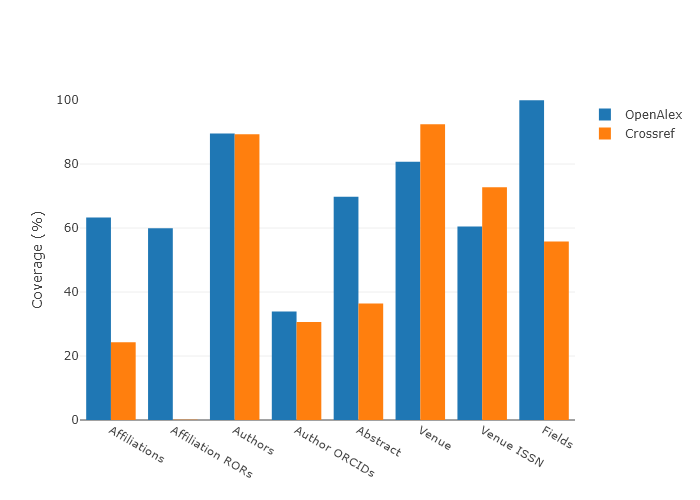 OpenAlex
Crossref
Coverage (%)
100
80
60
40
20
0
Affiliations
Affiliation RORs
Authors
Author ORCIDs
Abstract
Venue
Venue ISSN
Fields